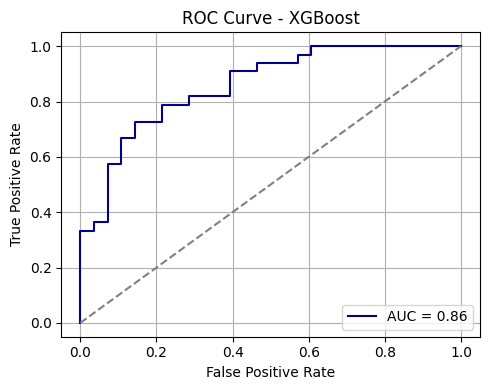 ROC Curve - XGBoost
True Positive Rate
1.0
0.8
0.6
0.4
0.2
0.0
AUC = 0.86
0.0 0.2 0.4 0.6 0.8 1.0
False Positive Rate